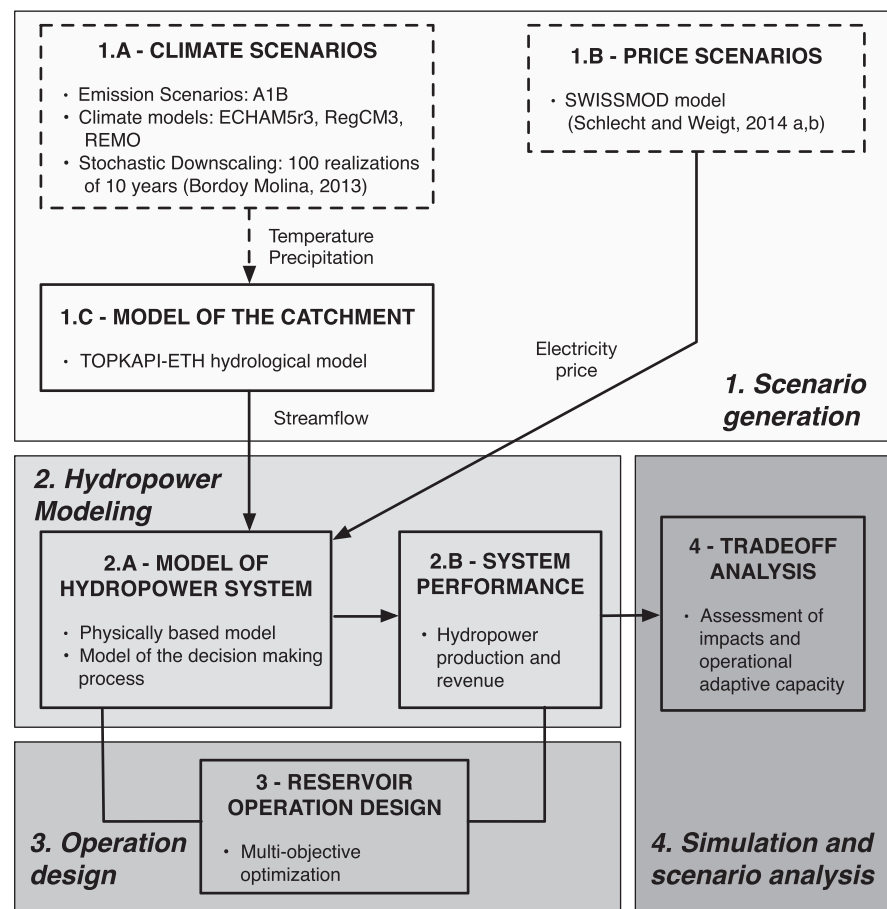 1.A - CLIMATE SCENARIOS
• Emission Scenarios: A1B
• Climate models: ECHAM5r3, RegCM3,
REMO
• Stochastic Downscaling: 100 realizations
of 10 years (Bordoy Molina, 2013)
1.B - PRICE SCENARIOS
• SWISSMOD model
(Schlecht and Weigt, 2014 a,b)
Temperature
Precipitation
1.C - MODEL OF THE CATCHMENT
• TOPKAPI-ETH hydrological model
Electricity
price
1. Scenario
generation
Streamflow
2. Hydropower
Modeling
2.A - MODEL OF
HYDROPOWER SYSTEM
• Physically based model
• Model of the decision making
process
2.B - SYSTEM
PERFORMANCE
• Hydropower
production and
revenue
4 - TRADEOFF
ANALYSIS
• Assessment of
impacts and
operational
adaptive capacity
3 - RESERVOIR
OPERATION DESIGN
• Multi-objective
optimization
3. Operation
design
4. Simulation and
scenario analysis